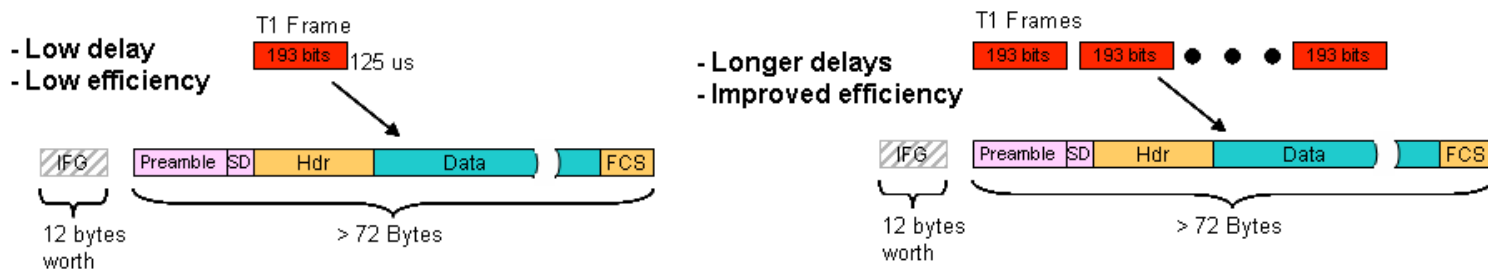 T1 Frame
193 bits
125 us
- Low delay
- Low efficiency
IFG
Preamble
SD
Hdr
Data
FCS
12 bytes
worth
> 72 Bytes
T1 Frames
193 bits
193 bits
193 bits
- Longer delays
- Improved efficiency
IFG
Preamble
SD
Hdr
Data
FCS
12 bytes
worth
> 72 Bytes